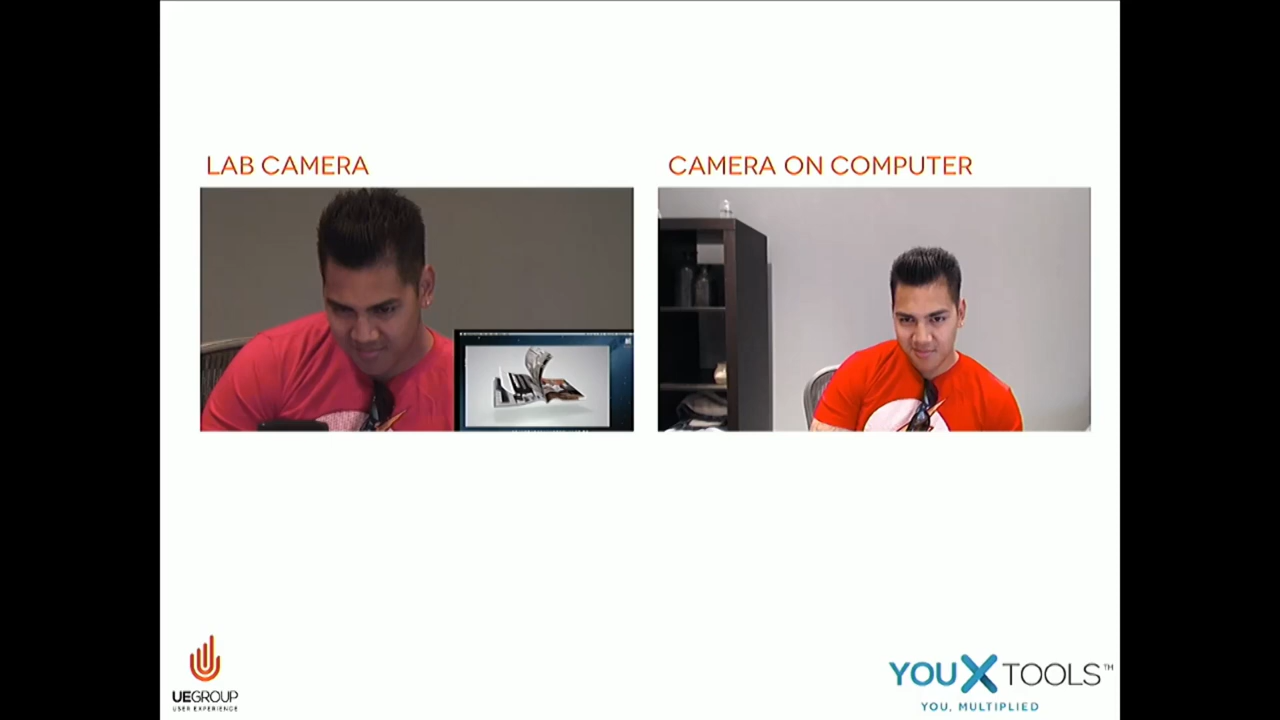 LAB CAMERA
CAMERA ON COMPUTER
UEGROUP
USER EXPERIENCE
YOUXTOOLS™
YOU, MULTIPLIED